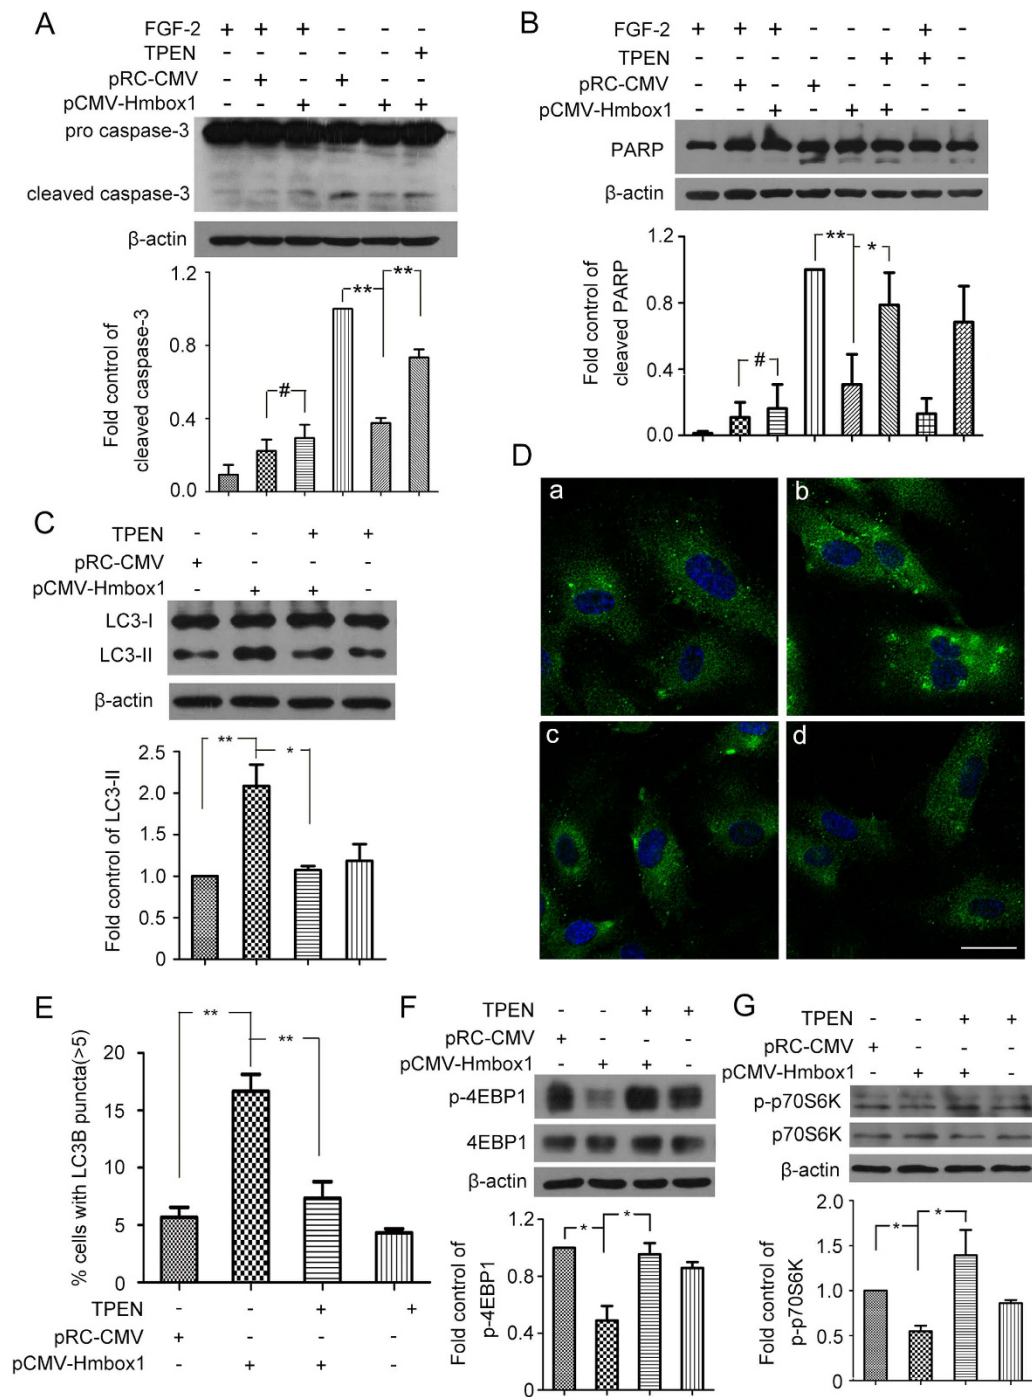 A
FGF-2 + + + - - -
TPEN - - - - - +
pRC-CMV - + - + - -
pCMV-Hmbox1 - - + - + +
pro caspase-3
cleaved caspase-3
β-actin
Fold control of
cleaved caspase-3
1.2
0.8
0.4
0.0
#
**
**
B
FGF-2 + + + - - - + -
TPEN - - - - - + + -
pRC-CMV - + - + - - - -
pCMV-Hmbox1 - - + - + + - -
PARP
β-actin
Fold control of
cleaved PARP
1.2
0.8
0.4
0.0
#
**
*
C
TPEN - - + +
pRC-CMV + - - -
pCMV-Hmbox1 - + + -
LC3-I
LC3-II
β-actin
Fold control of LC3-II
2.5
2.0
1.5
1.0
0.5
0
**
*
D
a
b
c
d
E
% cells with LC3B puncta(>5)
20
15
10
5
0
**
**
TPEN - - + +
pRC-CMV + - - -
pCMV-Hmbox1 - + + -
F
TPEN - - + +
pRC-CMV + - - -
pCMV-Hmbox1 - + + -
p-4EBP1
4EBP1
β-actin
Fold control of
p-4EBP1
1.2
0.8
0.4
0
*
*
G
TPEN - - + -
pRC-CMV + - - -
pCMV-Hmbox1 - + + -
p-p70S6K
p70S6K
β-actin
Fold control of
p-p70S6K
2.0
1.5
1.0
0.5
0
*
*